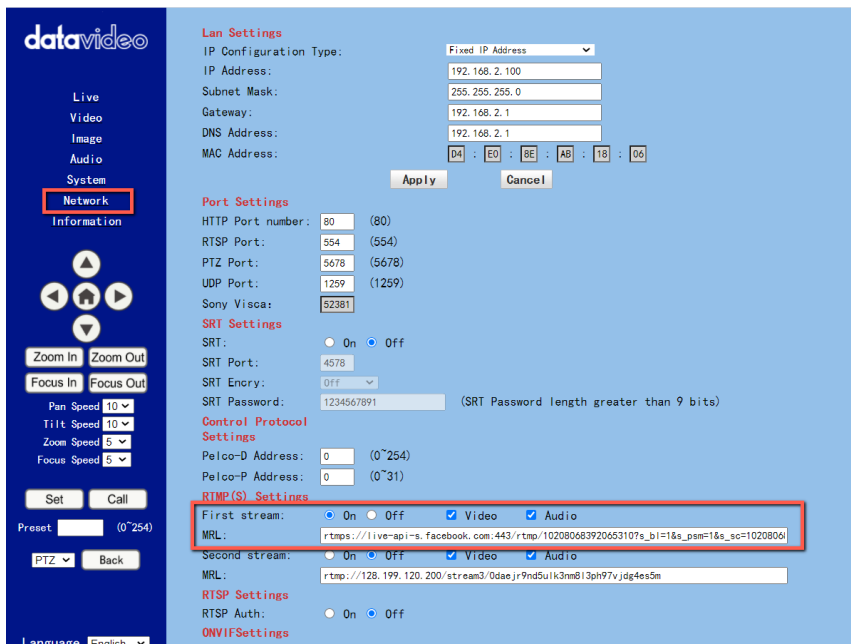 datavideo
Live
Video
Image
Audio
System
Network
Information
Zoom In Zoom Out
Focus In Focus Out
Pan Speed 10
Tilt Speed 10
Zoom Speed 5
Focus Speed 5
Set Call
Preset (0~254)
PTZ Back
Language English
Lan Settings
IP Configuration Type: Fixed IP Address
IP Address: 192.168.2.100
Subnet Mask: 255.255.255.0
Gateway: 192.168.2.1
DNS Address: 192.168.2.1
MAC Address: D4 : E0 : 8E : AB : 18 : 06
Apply Cancel
Port Settings
HTTP Port number: 80 (80)
RTSP Port: 554 (554)
PTZ Port: 5678 (5678)
UDP Port: 1259 (1259)
Sony Visca: 52381
SRT Settings
SRT: On Off
SRT Port: 4578
SRT Encry: Off
SRT Password: 1234567891 (SRT Password length greater than 9 bits)
Control Protocol
Settings
Pelco-D Address: 0 (0~254)
Pelco-P Address: 0 (0~31)
RTMP(S) Settings
First stream: On Off Video Audio
MRL: rtmps://live-api-s.facebook.com:443/rtmp/10208068392065310?s_bl=1&s_psm=1&s_sc=1020806
Second stream: On Off Video Audio
MRL: rtmp://128.199.120.200/stream3/0daejr9nd5ulk3nm8l3ph97vjdg4es5m
RTSP Settings
RTSP Auth: On Off
ONVIFSettings